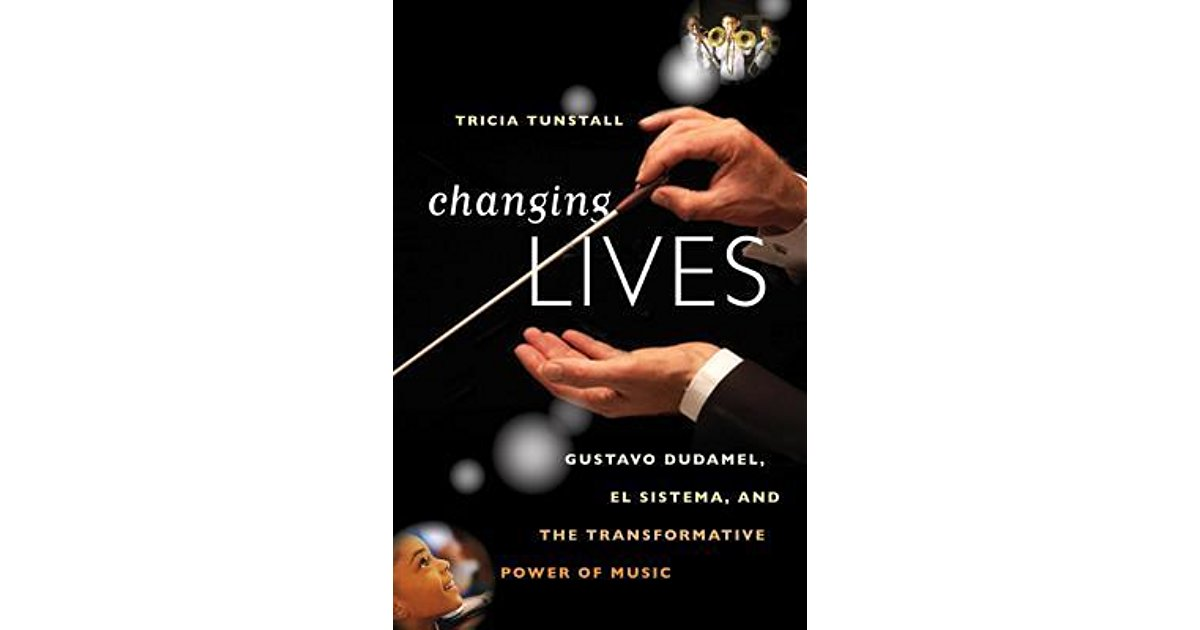 TRICIA TUNSTALL
changing
LIVES
GUSTAVO DUDAMEL,
EL SISTEMA, AND
THE TRANSFORMATIVE
POWER OF MUSIC